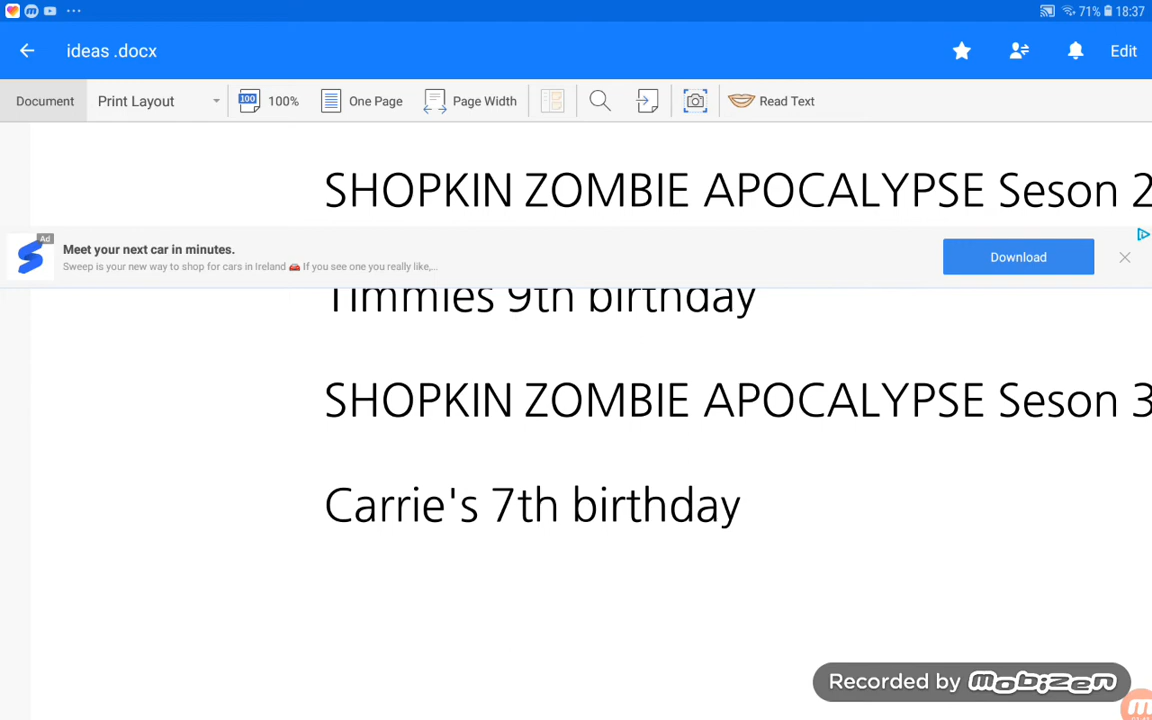 71% 18:37
ideas .docx
Edit
Document Print Layout 100% One Page Page Width Read Text
SHOPKIN ZOMBIE APOCALYPSE Seson 2
Ad
Meet your next car in minutes.
Sweep is your new way to shop for cars in Ireland 🚗 If you see one you really like,...
Download
Timmies 9th birthday
SHOPKIN ZOMBIE APOCALYPSE Seson 3
Carrie's 7th birthday
Recorded by mobizen